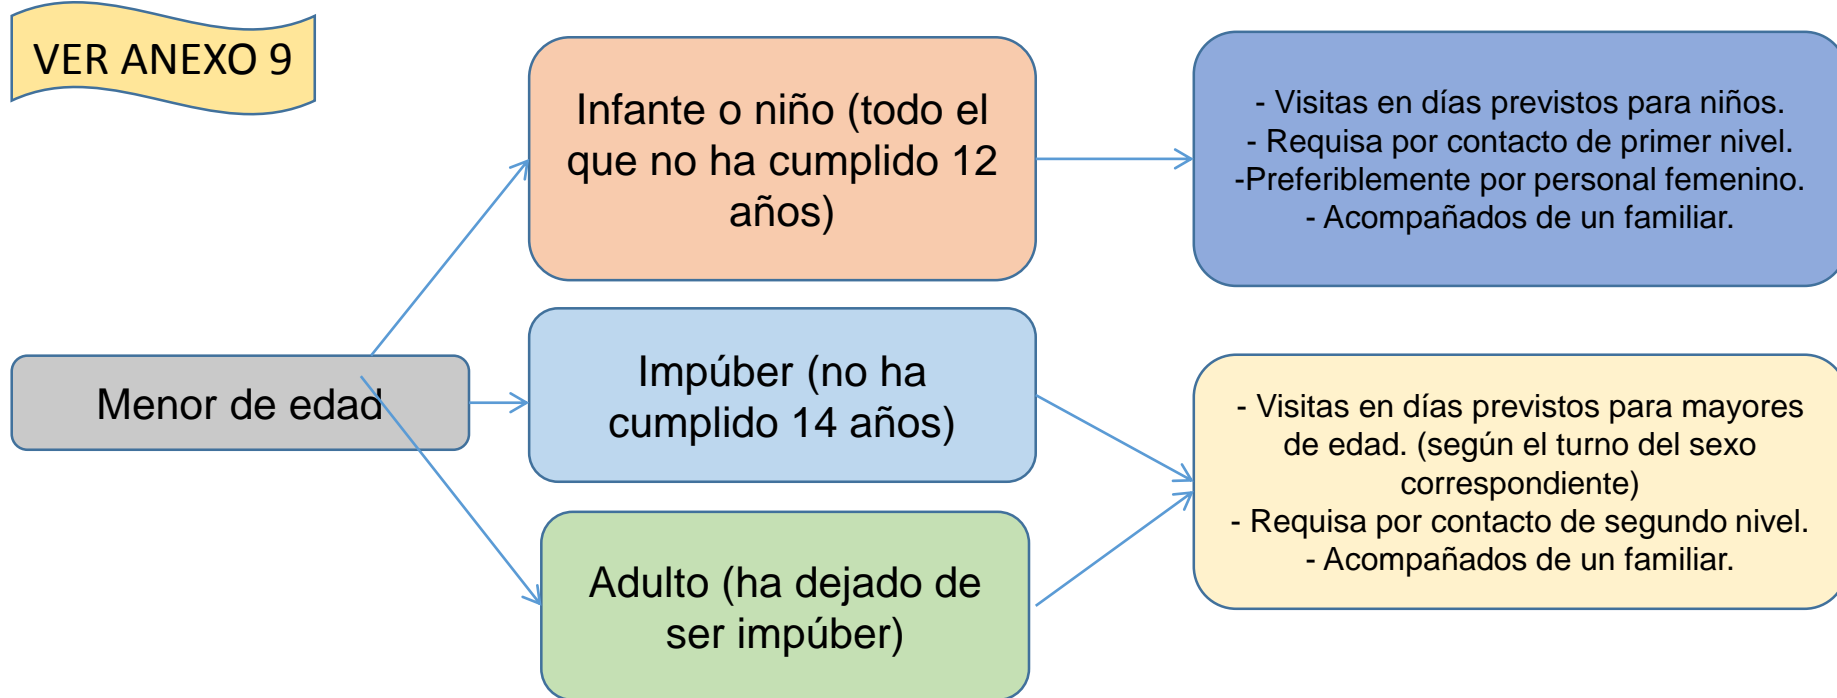 VER ANEXO 9
Infante o niño (todo el
que no ha cumplido 12
años)
- Visitas en días previstos para niños.
- Requisa por contacto de primer nivel.
-Preferiblemente por personal femenino.
- Acompañados de un familiar.
Menor de edad
Impúber (no ha
cumplido 14 años)
- Visitas en días previstos para mayores
de edad. (según el turno del sexo
correspondiente)
- Requisa por contacto de segundo nivel.
- Acompañados de un familiar.
Adulto (ha dejado de
ser impúber)